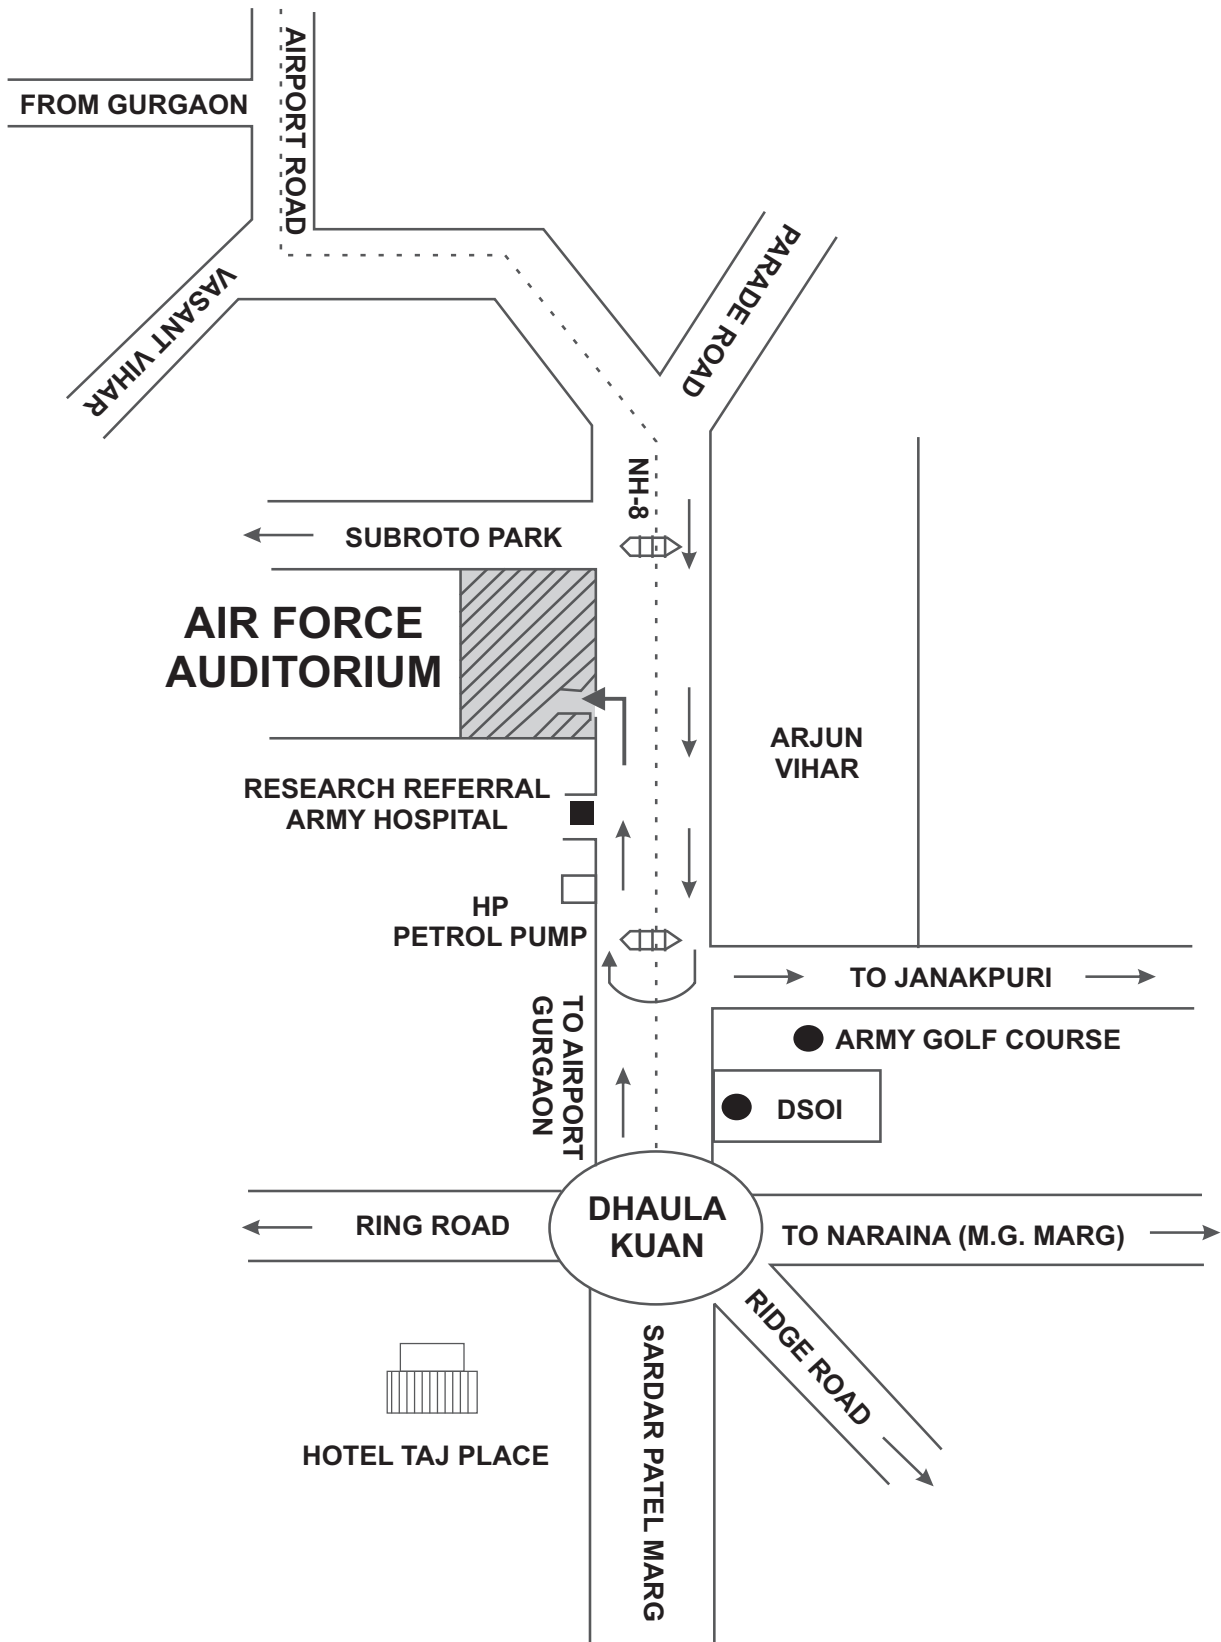 AIRPORT ROAD
FROM GURGAON
PARADE ROAD
VASANT VIHAR
NH-8
SUBROTO PARK
AIR FORCE
AUDITORIUM
ARJUN
VIHAR
RESEARCH REFERRAL
ARMY HOSPITAL
HP
PETROL PUMP
TO JANAKPURI
TO AIRPORT
GURGAON
ARMY GOLF COURSE
DSOI
DHAULA
KUAN
RING ROAD
TO NARAINA (M.G. MARG)
RIDGE ROAD
SARDAR PATEL MARG
HOTEL TAJ PLACE